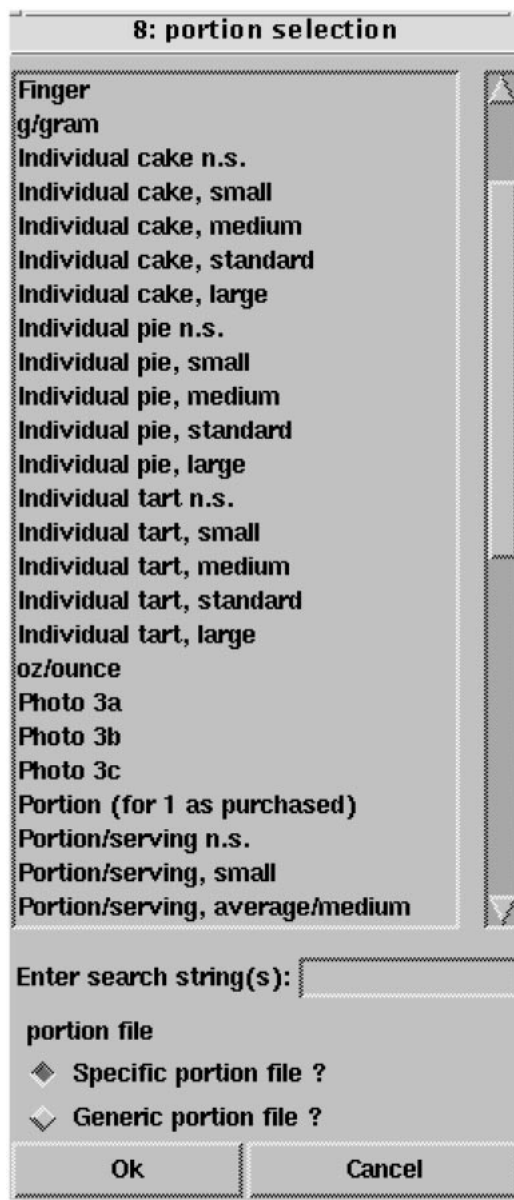 8: portion selection
Finger
g/gram
Individual cake n.s.
Individual cake, small
Individual cake, medium
Individual cake, standard
Individual cake, large
Individual pie n.s.
Individual pie, small
Individual pie, medium
Individual pie, standard
Individual pie, large
Individual tart n.s.
Individual tart, small
Individual tart, medium
Individual tart, standard
Individual tart, large
oz/ounce
Photo 3a
Photo 3b
Photo 3c
Portion (for 1 as purchased)
Portion/serving n.s.
Portion/serving, small
Portion/serving, average/medium
Enter search string(s):
portion file
Specific portion file ?
Generic portion file ?
Ok Cancel